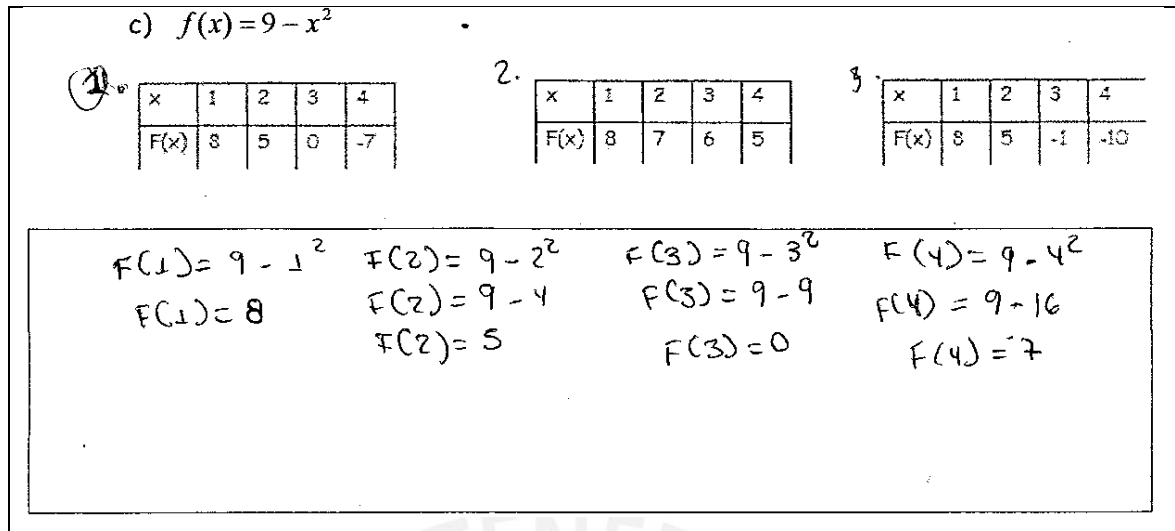 c) f(x) = 9 − x²
1.
x 1 2 3 4
F(x) 8 5 0 -7
2.
x 1 2 3 4
F(x) 8 7 6 5
3.
x 1 2 3 4
F(x) 8 5 -1 -10
F(1) = 9 - 1² F(2) = 9 - 2² F(3) = 9 - 3² F(4) = 9 - 4²
F(1) = 8 F(2) = 9 - 4 F(3) = 9 - 9 F(4) = 9 - 16
F(2) = 5 F(3) = 0 F(4) = -7